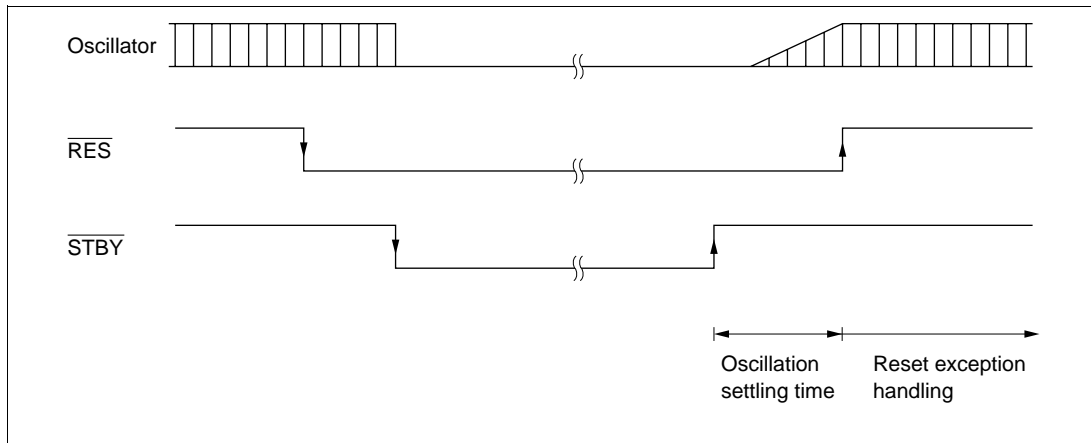 Oscillator
RES
STBY
Oscillation
settling time
Reset exception
handling